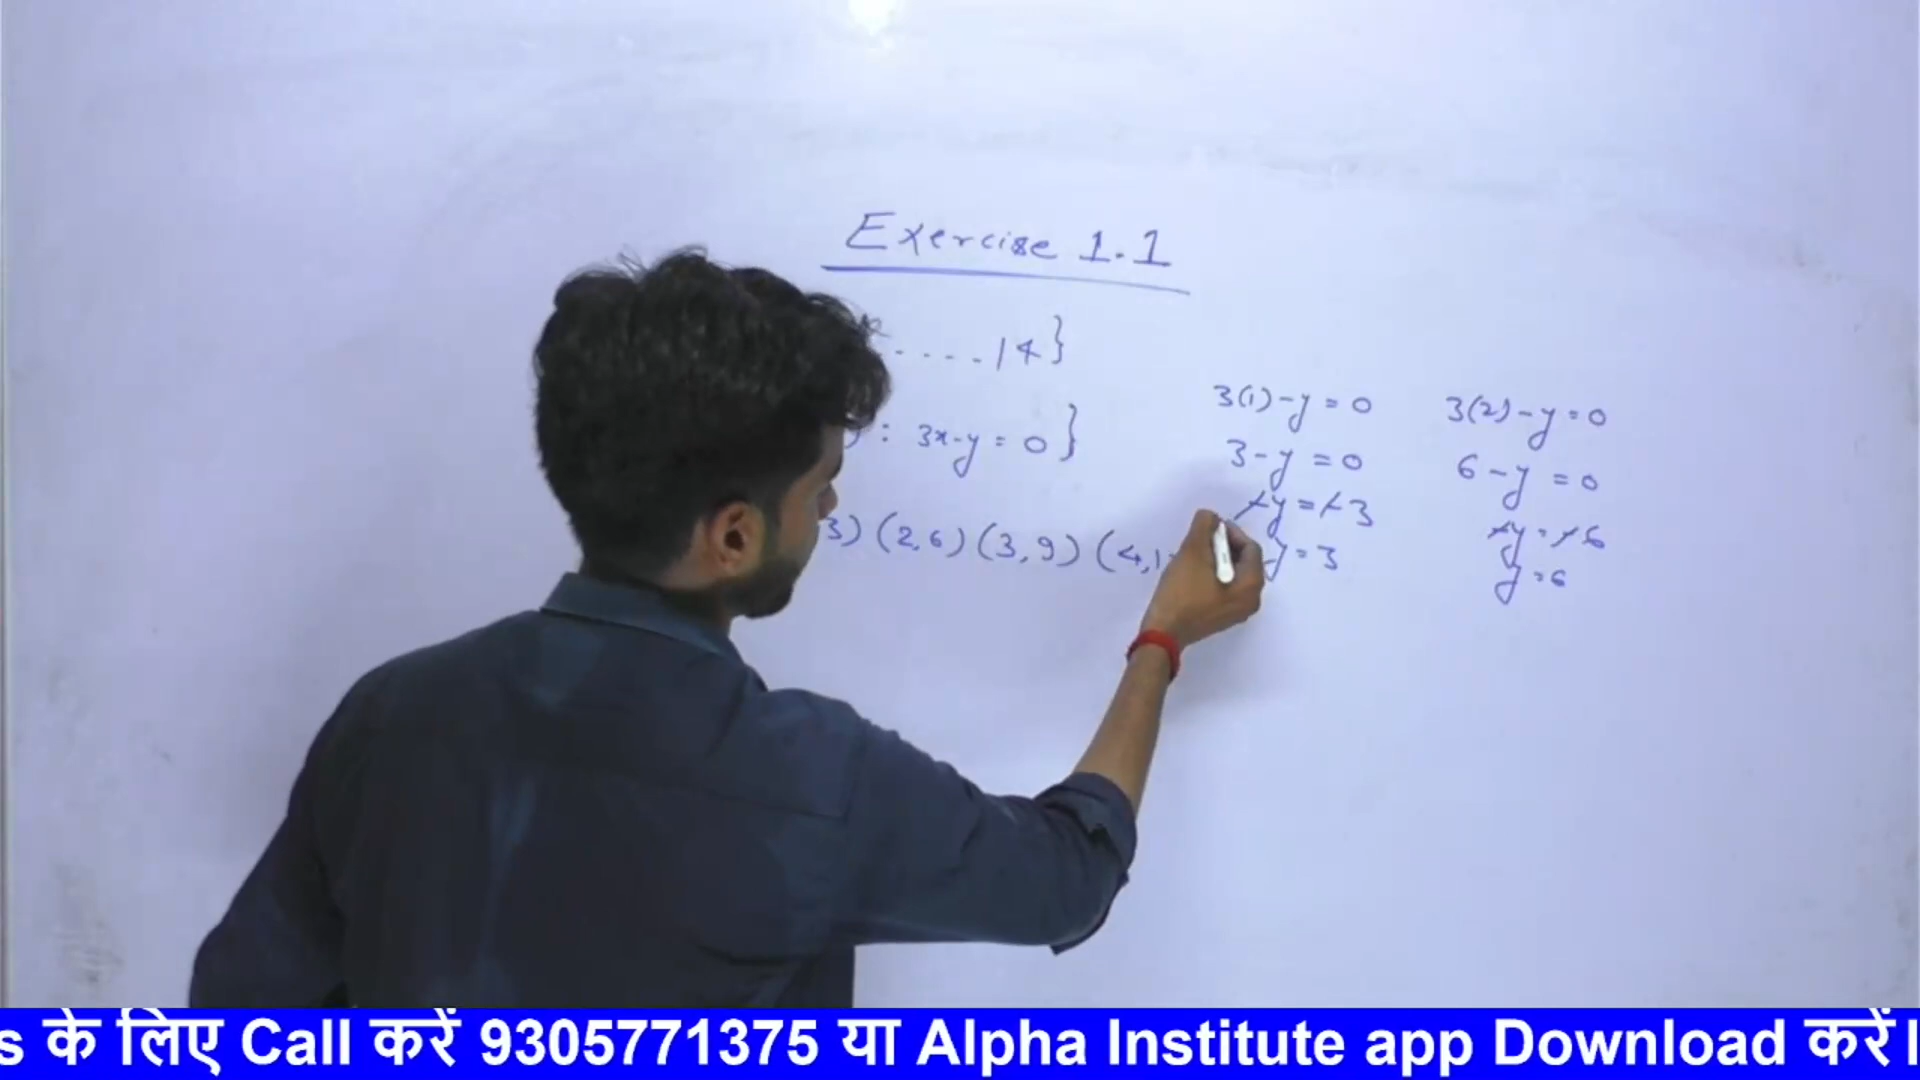 Exercise 1.1
.....14}
: 3x-y = 0}
3) (2,6) (3,9) (4,1
3(1)-y = 0
3-y = 0
-y = -3
y = 3
3(2)-y = 0
6-y = 0
-y = -6
y = 6
s के लिए Call करें 9305771375 या Alpha Institute app Download करें।